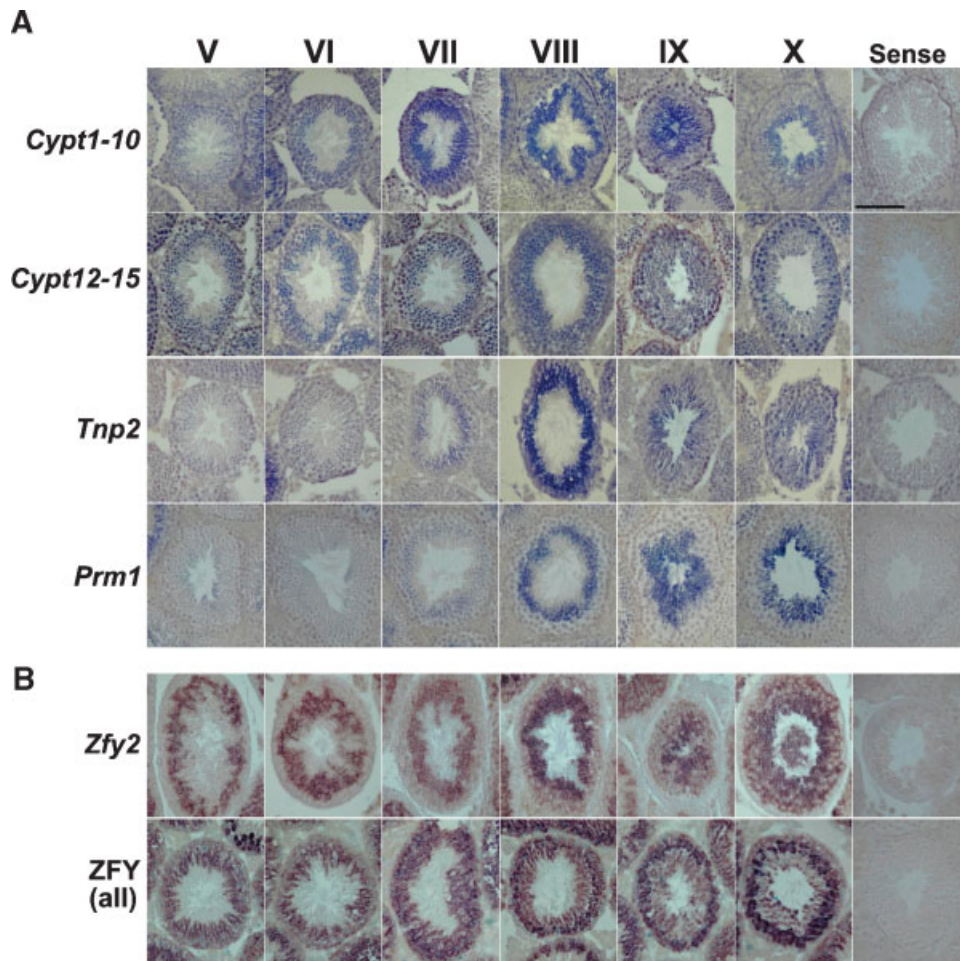 A
V VI VII VIII IX X Sense
Cypt1-10
Cypt12-15
Tnp2
Prm1
B
Zfy2
ZFY
(all)